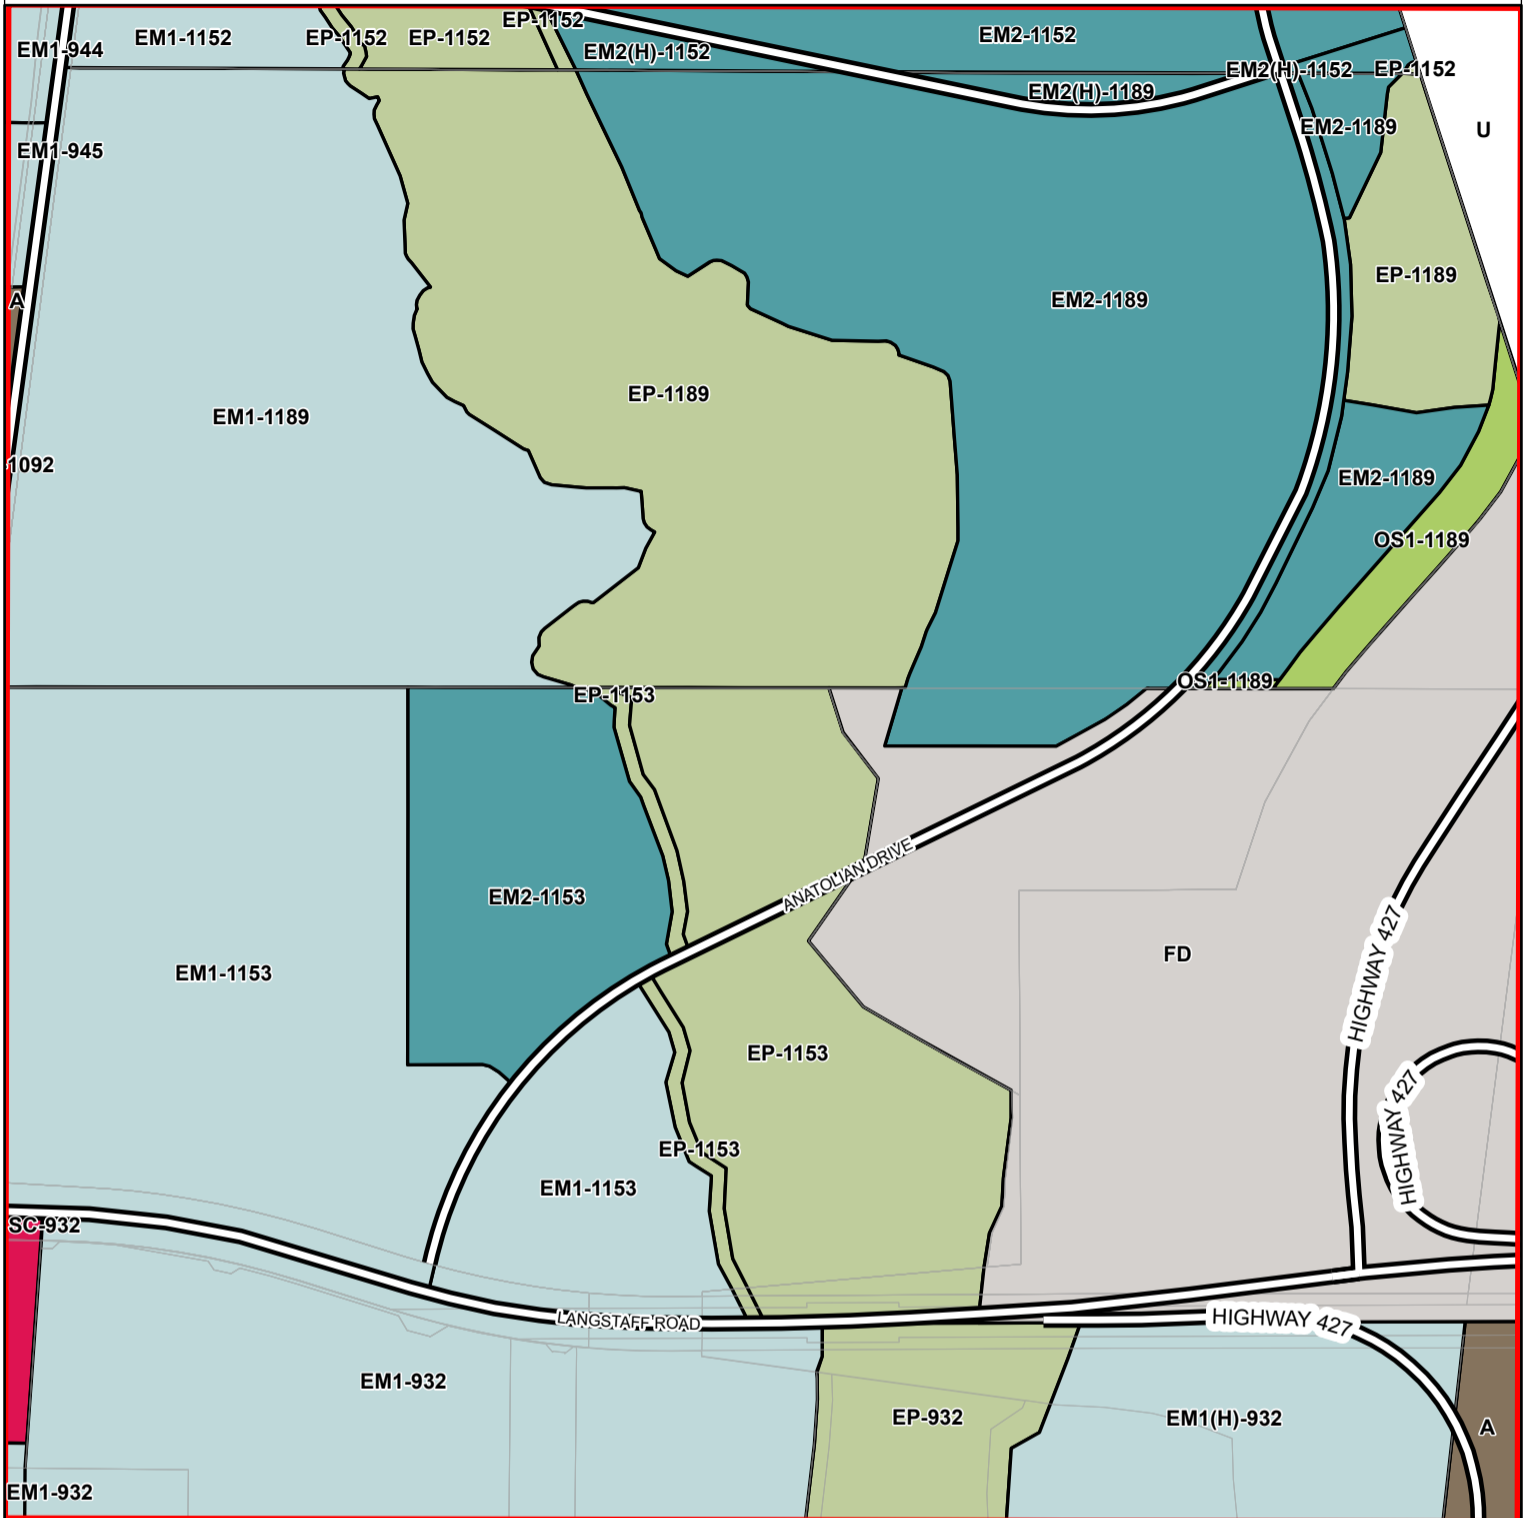 EP-1152
EM1-1152
EP-1152
EP-1152
EM2-1152
EM1-944
EM2(H)-1152
EM2(H)-1152
EP-1152
EM2(H)-1189
EM2-1189
U
EM1-945
EP-1189
A
EM2-1189
EP-1189
EM1-1189
1092
EM2-1189
OS1-1189
OS1-1189
EP-1153
ANATOLIAN DRIVE
EM2-1153
HIGHWAY 427
FD
EM1-1153
EP-1153
HIGHWAY 427
EP-1153
EM1-1153
SC-932
LANGSTAFF ROAD
HIGHWAY 427
EM1-932
EP-932
EM1(H)-932
A
EM1-932